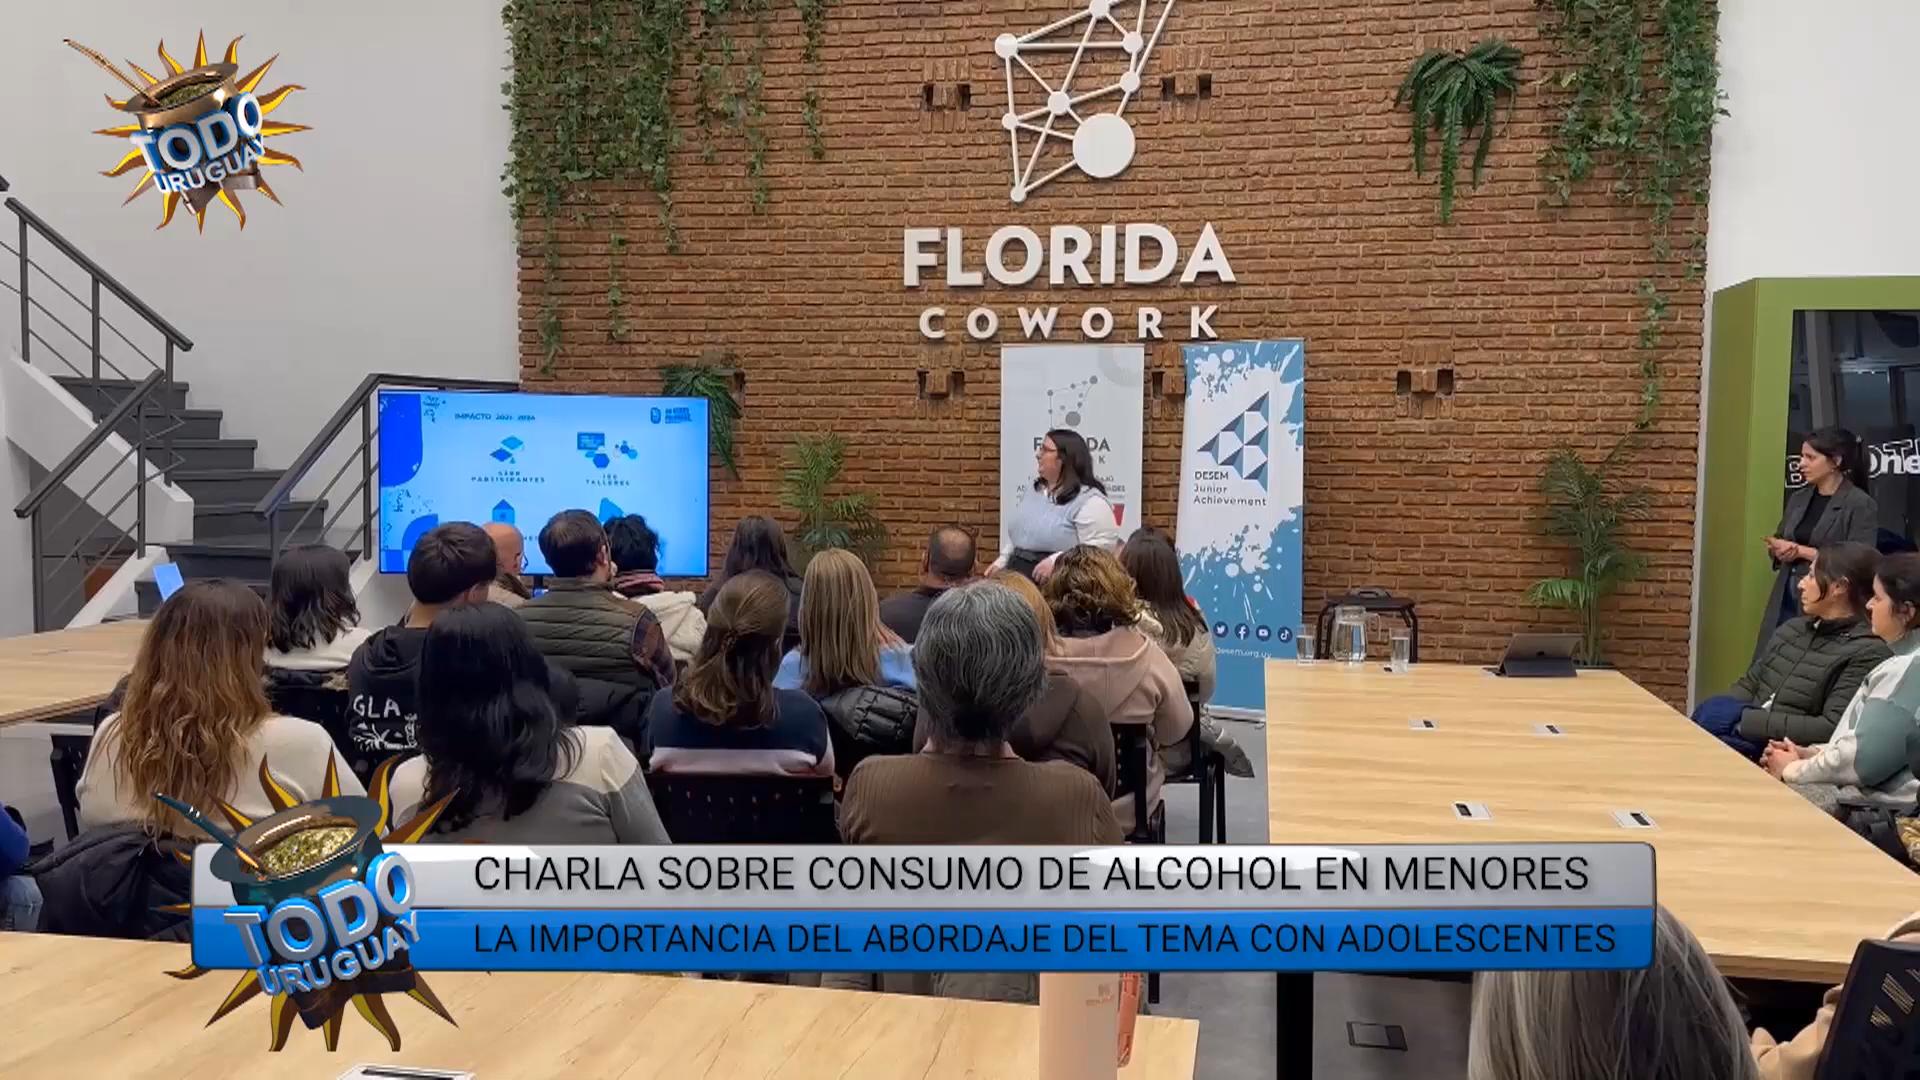 TODO
URUGUAY
FLORIDA
COWORK
IMPACTO 2021-2024
PARTICIPANTES
TALLERES
DESEM
Junior
Achievement
desem.org.uy
GLA
CHARLA SOBRE CONSUMO DE ALCOHOL EN MENORES
LA IMPORTANCIA DEL ABORDAJE DEL TEMA CON ADOLESCENTES
TODO
URUGUAY